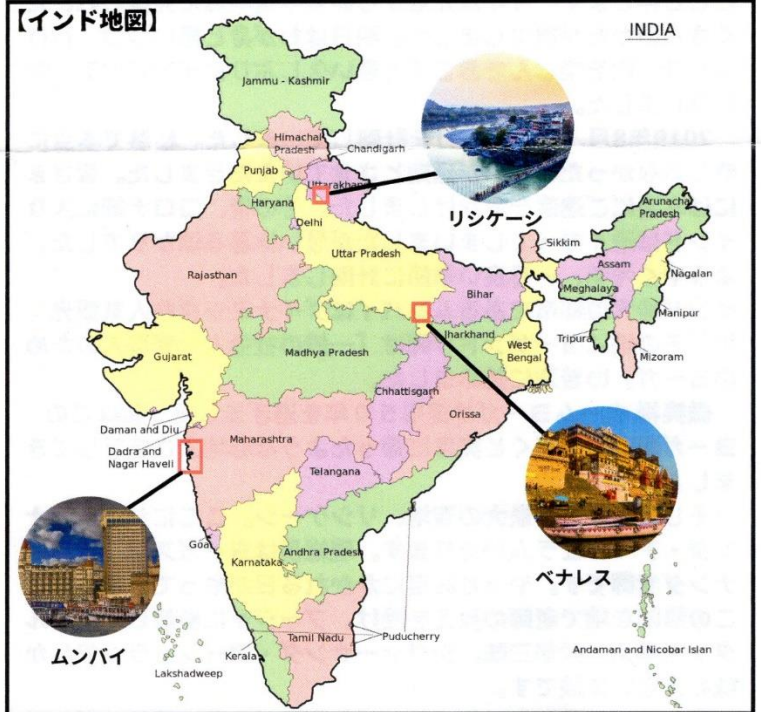 【インド地図】
INDIA
Jammu - Kashmir
Himachal
Pradesh
Chandigarh
Punjab
Uttarakhand
Haryana
Delhi
リシケーシ
Arunachal
Pradesh
Sikkim
Assam
Nagalan
Meghalaya
Manipur
Tripura
Mizoram
Rajasthan
Uttar Pradesh
Bihar
Jharkhand
West
Bengal
Gujarat
Madhya Pradesh
Chhattisgarh
Orissa
Daman and Diu
Dadra and
Nagar Haveli
Maharashtra
Telangana
Goa
Karnataka
Andhra Pradesh
ベナレス
ムンバイ
Tamil Nadu
Puducherry
Kerala
Lakshadweep
Andaman and Nicobar Islan